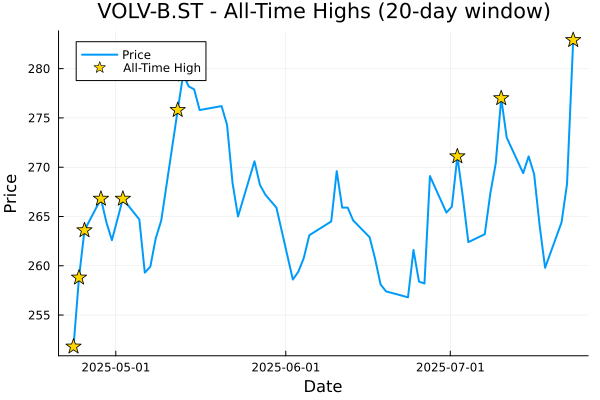 VOLV-B.ST - All-Time Highs (20-day window)
Price
All-Time High
280
275
270
265
260
255
Price
2025-05-01
2025-06-01
2025-07-01
Date